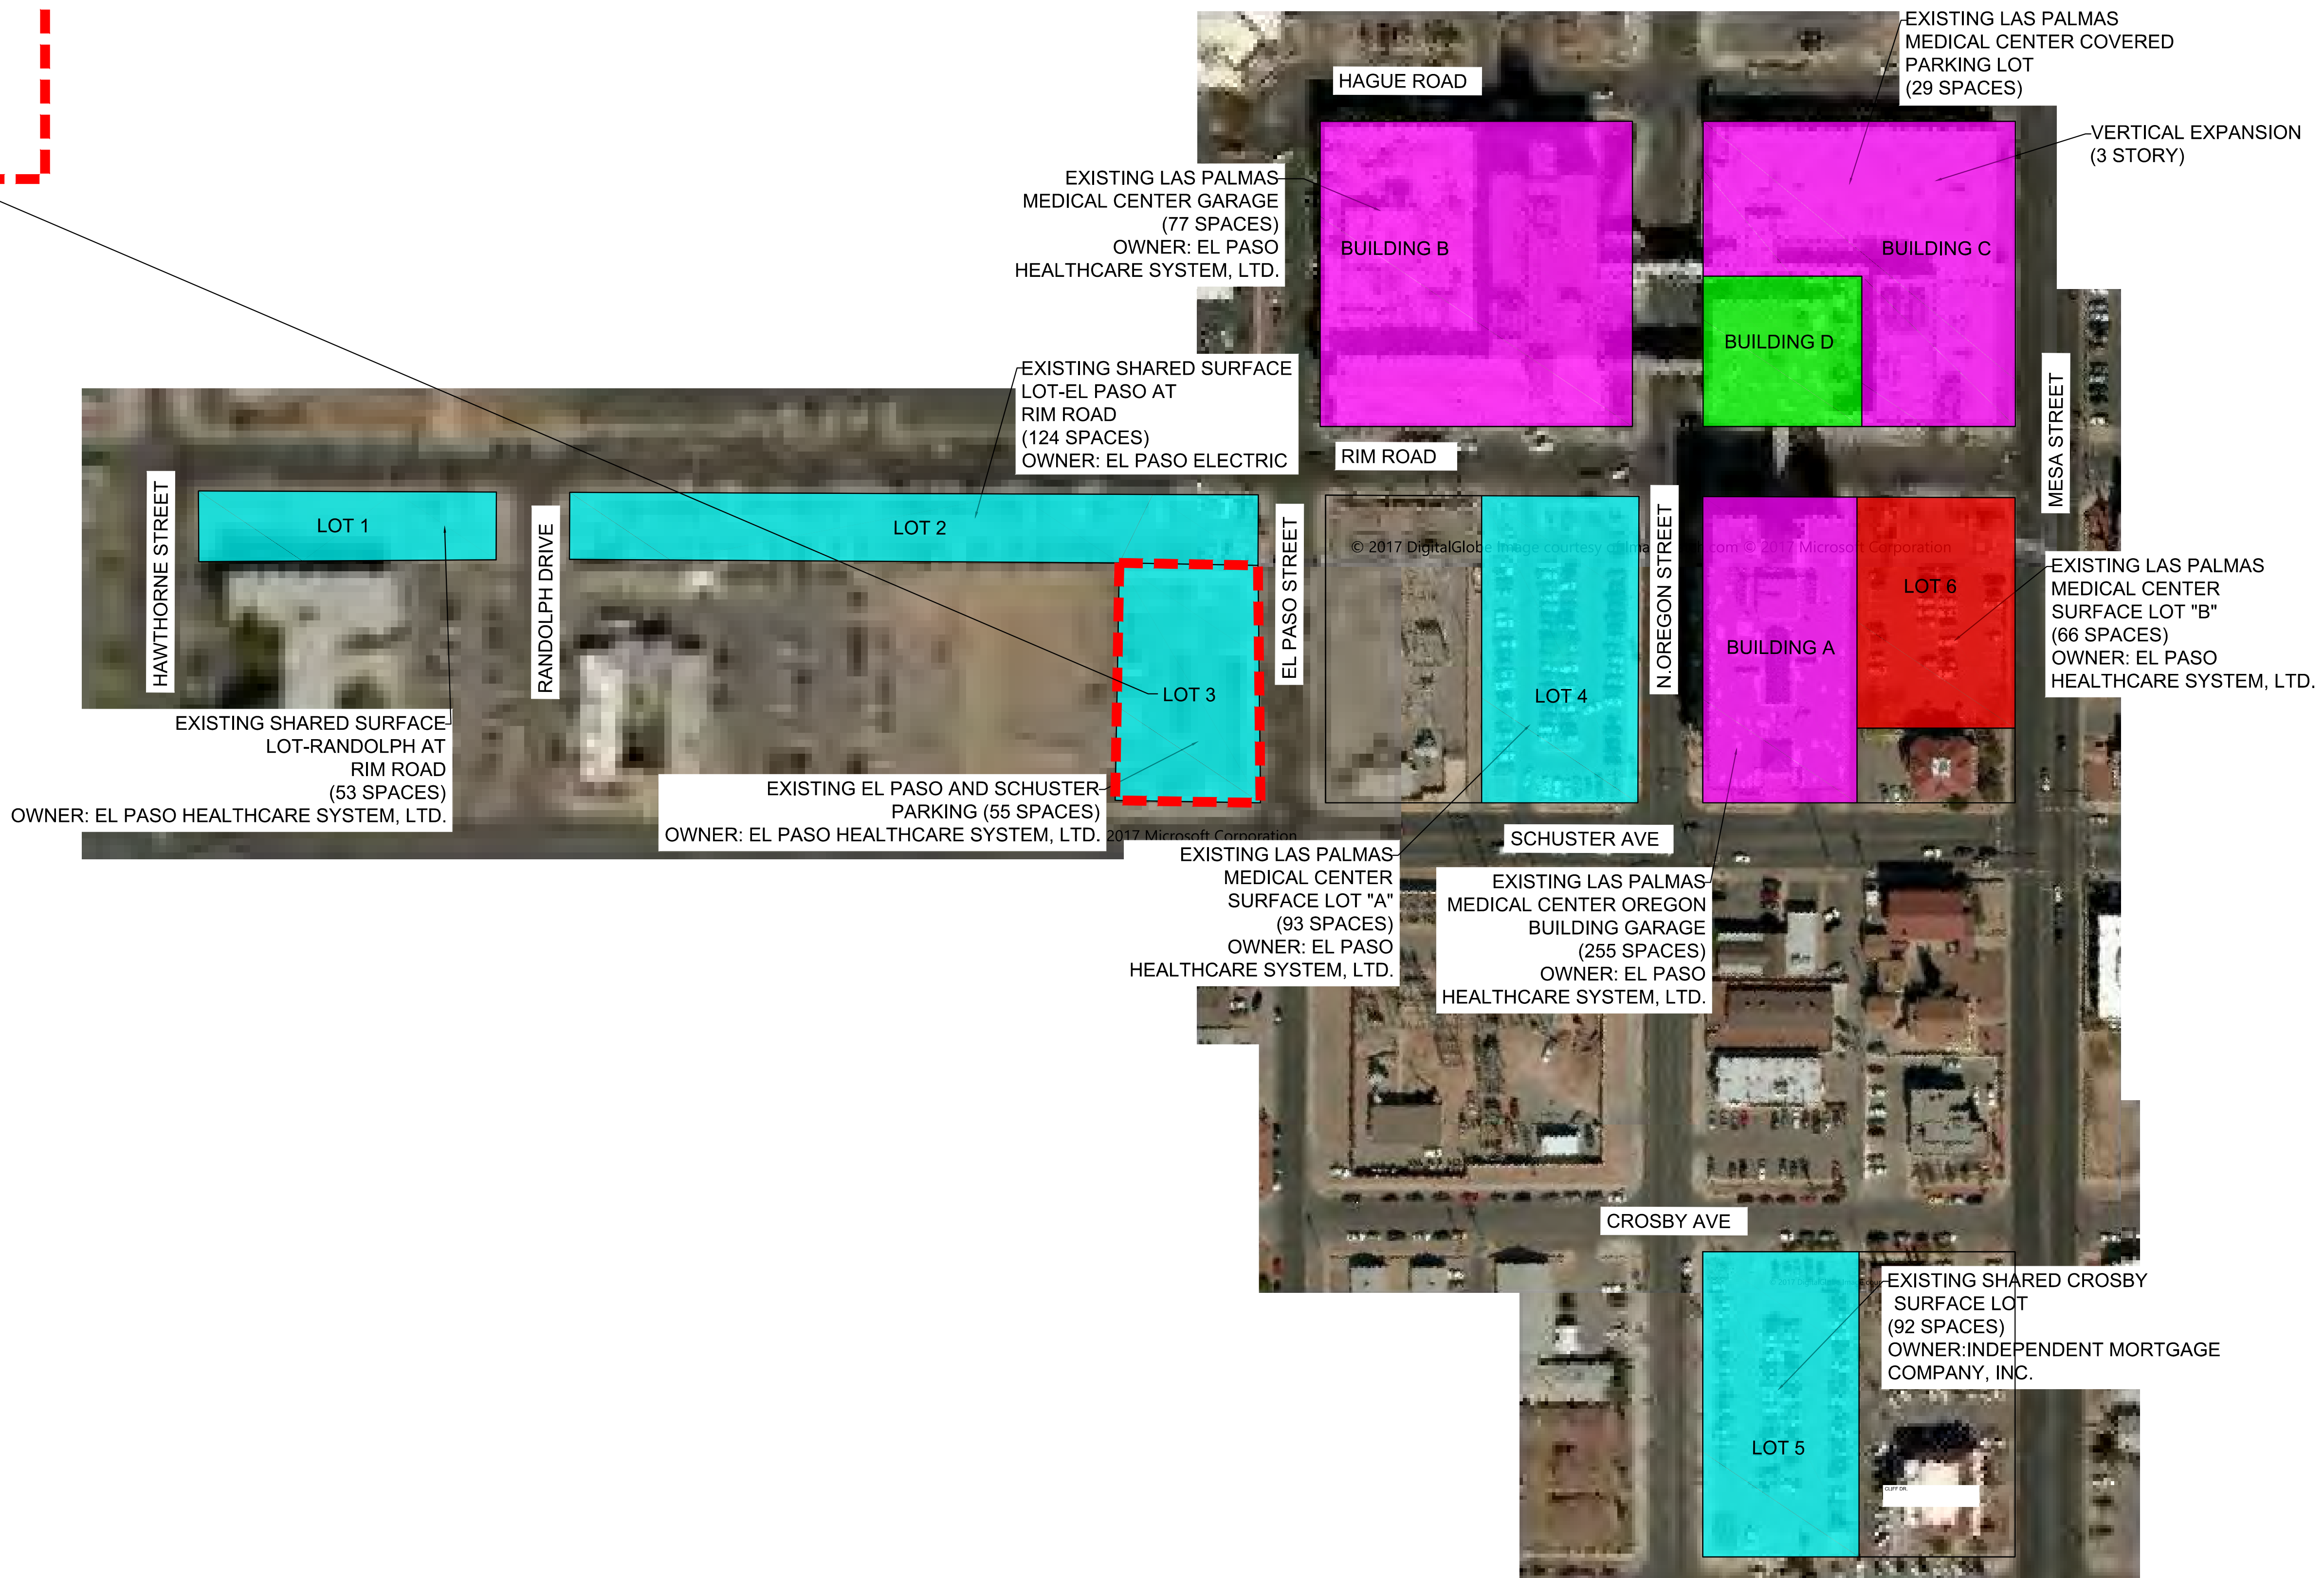 EXISTING LAS PALMAS
MEDICAL CENTER COVERED
PARKING LOT
(29 SPACES)
HAGUE ROAD
VERTICAL EXPANSION
(3 STORY)
EXISTING LAS PALMAS
MEDICAL CENTER GARAGE
(77 SPACES)
OWNER: EL PASO
HEALTHCARE SYSTEM, LTD.
BUILDING B
BUILDING C
BUILDING D
EXISTING SHARED SURFACE
LOT-EL PASO AT
RIM ROAD
(124 SPACES)
OWNER: EL PASO ELECTRIC
RIM ROAD
MESA STREET
HAWTHORNE STREET
LOT 1
RANDOLPH DRIVE
LOT 2
EL PASO STREET
N.OREGON STREET
© 2017 DigitalGlobe Image courtesy of
.com © 2017 Microsoft Corporation
LOT 3
LOT 4
BUILDING A
LOT 6
EXISTING LAS PALMAS
MEDICAL CENTER
SURFACE LOT "B"
(66 SPACES)
OWNER: EL PASO
HEALTHCARE SYSTEM, LTD.
EXISTING SHARED SURFACE
LOT-RANDOLPH AT
RIM ROAD
(53 SPACES)
OWNER: EL PASO HEALTHCARE SYSTEM, LTD.
EXISTING EL PASO AND SCHUSTER
PARKING (55 SPACES)
OWNER: EL PASO HEALTHCARE SYSTEM, LTD.
2017 Microsoft Corporation
SCHUSTER AVE
EXISTING LAS PALMAS
MEDICAL CENTER
SURFACE LOT "A"
(93 SPACES)
OWNER: EL PASO
HEALTHCARE SYSTEM, LTD.
EXISTING LAS PALMAS
MEDICAL CENTER OREGON
BUILDING GARAGE
(255 SPACES)
OWNER: EL PASO
HEALTHCARE SYSTEM, LTD.
CROSBY AVE
EXISTING SHARED CROSBY
SURFACE LOT
(92 SPACES)
OWNER:INDEPENDENT MORTGAGE
COMPANY, INC.
LOT 5
CLIFF DR.